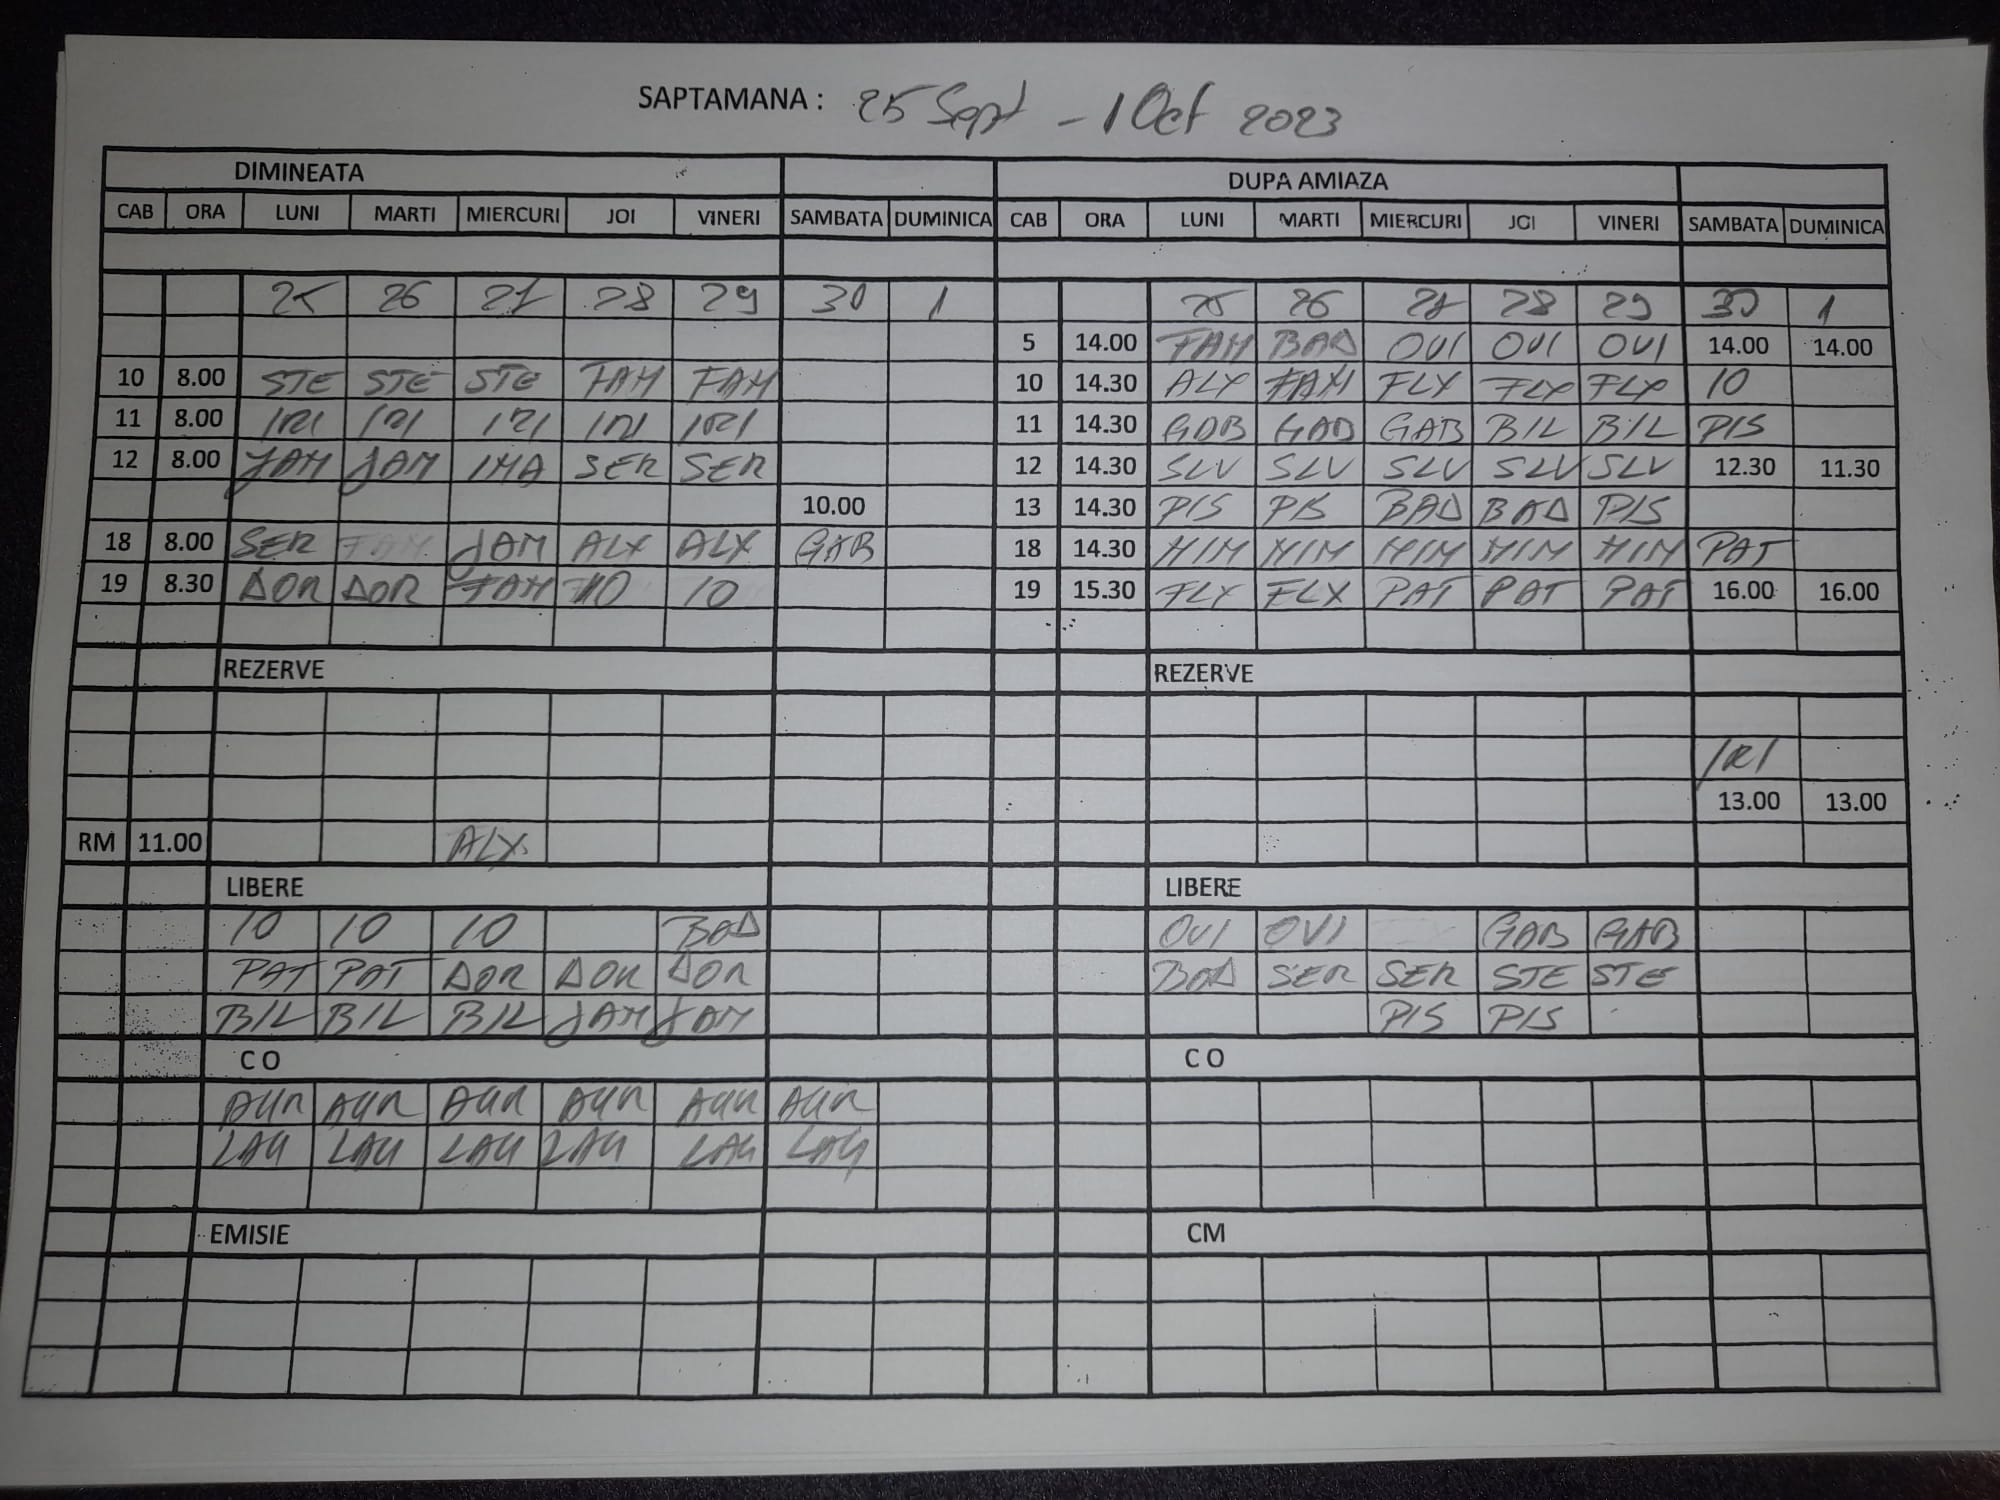 SAPTAMANA : 25 Sept - 1 Oct 2023
DIMINEATA DUPA AMIAZA
CAB ORA LUNI MARTI MIERCURI JOI VINERI SAMBATA DUMINICA CAB ORA LUNI MARTI MIERCURI JOI VINERI SAMBATA DUMINICA
25 26 27 28 29 30 1 25 26 27 28 29 30 1
5 14.00 FAM BAD OVI OVI OVI 14.00 14.00
10 8.00 STE STE STE FAM FAM 10 14.30 ALX FAM FLX FLX FLX 10
11 8.00 IRI IRI IRI IRI IRI 11 14.30 GAB GAB GAB BIL BIL PIS
12 8.00 JAM JAM IMA SER SER 12 14.30 SLV SLV SLV SLV SLV 12.30 11.30
10.00 13 14.30 PIS PIS BAD BAD PIS
18 8.00 SER FAM JAM ALX ALX GAB 18 14.30 MIM MIM MIM MIM MIM PAT
19 8.30 DOR DOR FAM 10 10 19 15.30 FLX FLX PAT PAT PAT 16.00 16.00
REZERVE REZERVE
IRI
13.00 13.00
RM 11.00 ALX
LIBERE LIBERE
10 10 10 BAD OVI OVI GAB GAB
PAT PAT DOR DOR DOR BAD SER SER STE STE
BIL BIL BIL JAM JAM PIS PIS
C O C O
AUR AUR AUR AUR AUR AUR
LAU LAU LAU LAU LAU LAU
EMISIE CM